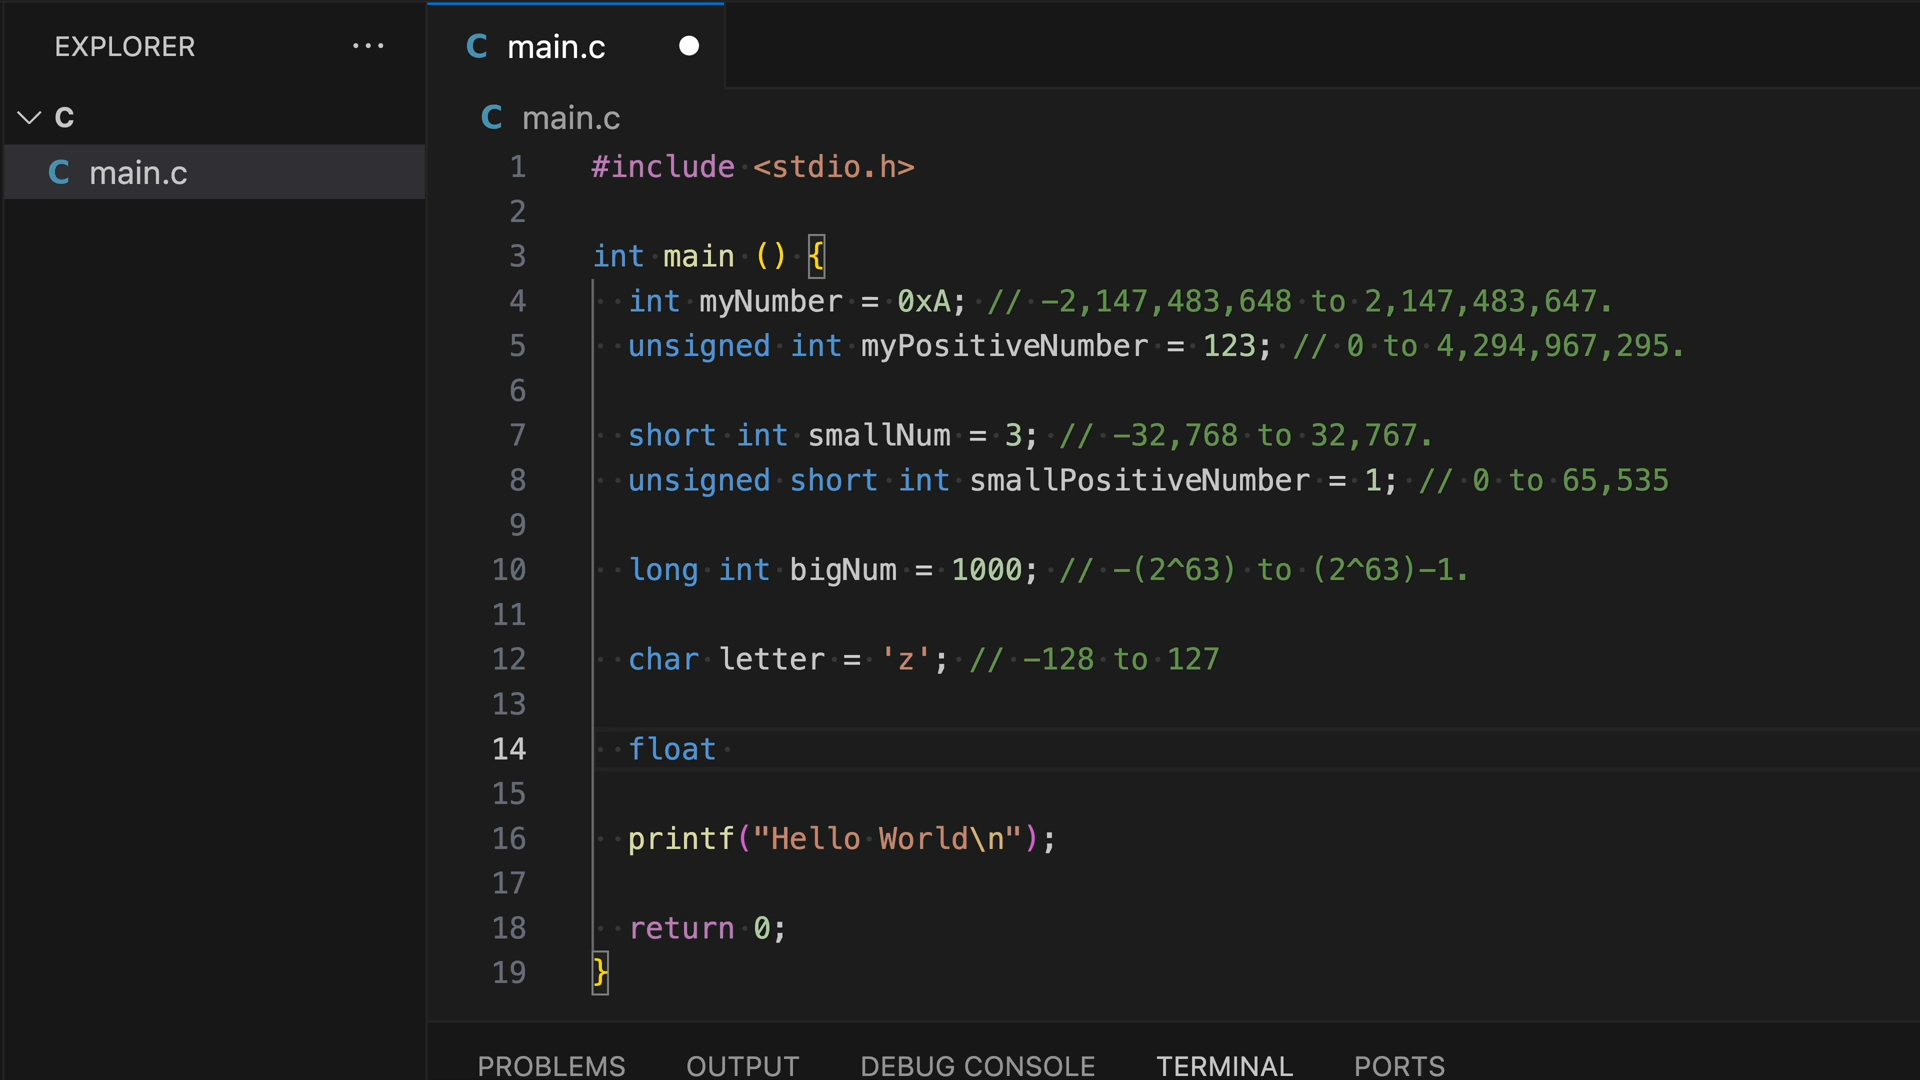 EXPLORER ...
C
C main.c
C main.c
C main.c
1 #include <stdio.h>
2
3 int main () {
4 int myNumber = 0xA; // -2,147,483,648 to 2,147,483,647.
5 unsigned int myPositiveNumber = 123; // 0 to 4,294,967,295.
6
7 short int smallNum = 3; // -32,768 to 32,767.
8 unsigned short int smallPositiveNumber = 1; // 0 to 65,535
9
10 long int bigNum = 1000; // -(2^63) to (2^63)-1.
11
12 char letter = 'z'; // -128 to 127
13
14 float
15
16 printf("Hello World\n");
17
18 return 0;
19 }
PROBLEMS OUTPUT DEBUG CONSOLE TERMINAL PORTS